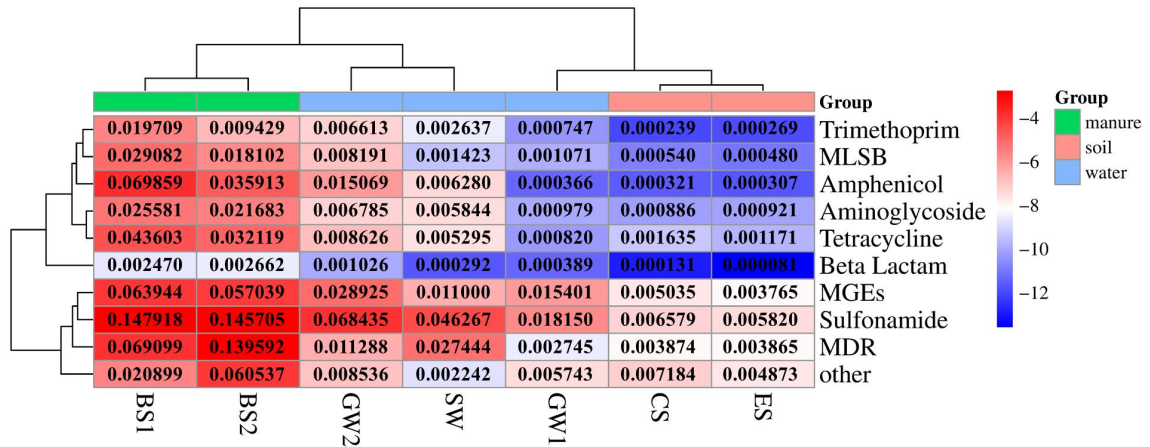 Group
0.019709 0.009429 0.006613 0.002637 0.000747 0.000239 0.000269 Trimethoprim
0.029082 0.018102 0.008191 0.001423 0.001071 0.000540 0.000480 MLSB
0.069859 0.035913 0.015069 0.006280 0.000366 0.000321 0.000307 Amphenicol
0.025581 0.021683 0.006785 0.005844 0.000979 0.000886 0.000921 Aminoglycoside
0.043603 0.032119 0.008626 0.005295 0.000820 0.001635 0.001171 Tetracycline
0.002470 0.002662 0.001026 0.000292 0.000389 0.000131 0.000081 Beta Lactam
0.063944 0.057039 0.028925 0.011000 0.015401 0.005035 0.003765 MGEs
0.147918 0.145705 0.068435 0.046267 0.018150 0.006579 0.005820 Sulfonamide
0.069099 0.139592 0.011288 0.027444 0.002745 0.003874 0.003865 MDR
0.020899 0.060537 0.008536 0.002242 0.005743 0.007184 0.004873 other
BS1 BS2 GW2 SW GW1 CS ES
−4
−6
−8
−10
−12
Group
manure
soil
water